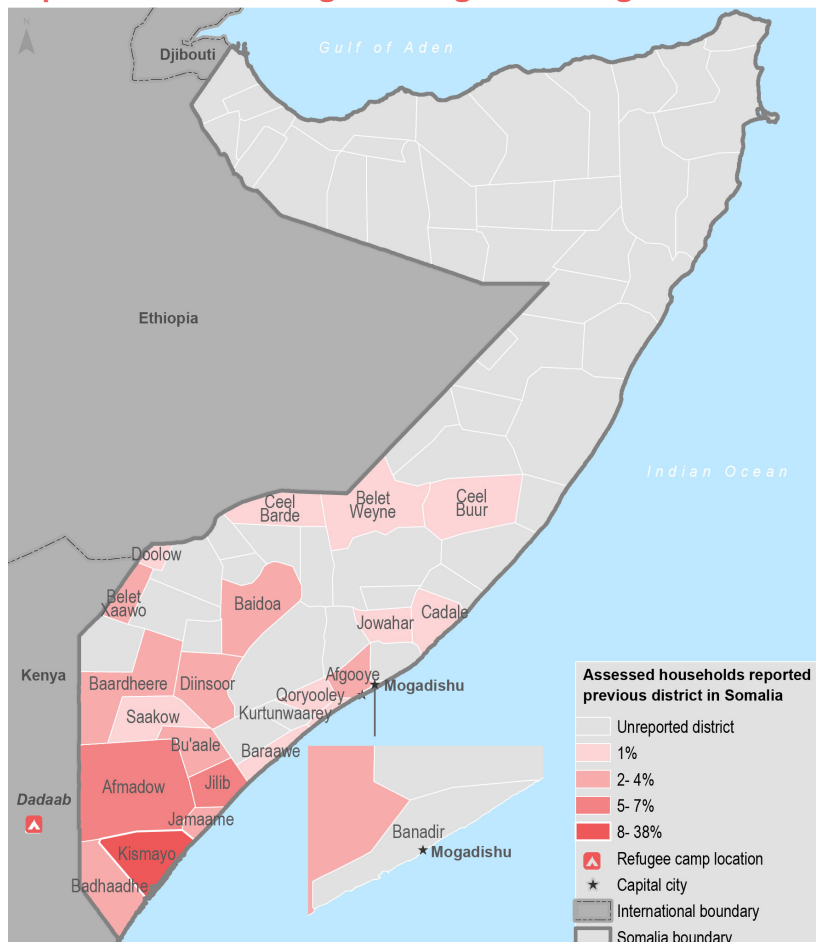 N
Djibouti
Gulf of Aden
Ethiopia
Indian Ocean
Ceel
Barde
Belet
Weyne
Ceel
Buur
Doolow
Belet
Xaawo
Baidoa
Jowahar
Cadale
Kenya
Baardheere
Diinsoor
Afgooye
Mogadishu
Qoryooley
Saakow
Kurtunwaarey
Bu'aale
Baraawe
Afmadow
Jilib
Dadaab
Jamaame
Kismayo
Badhaadhe
Banadir
Mogadishu
Assessed households reported
previous district in Somalia
Unreported district
1%
2- 4%
5- 7%
8- 38%
Refugee camp location
Capital city
International boundary
Somalia boundary